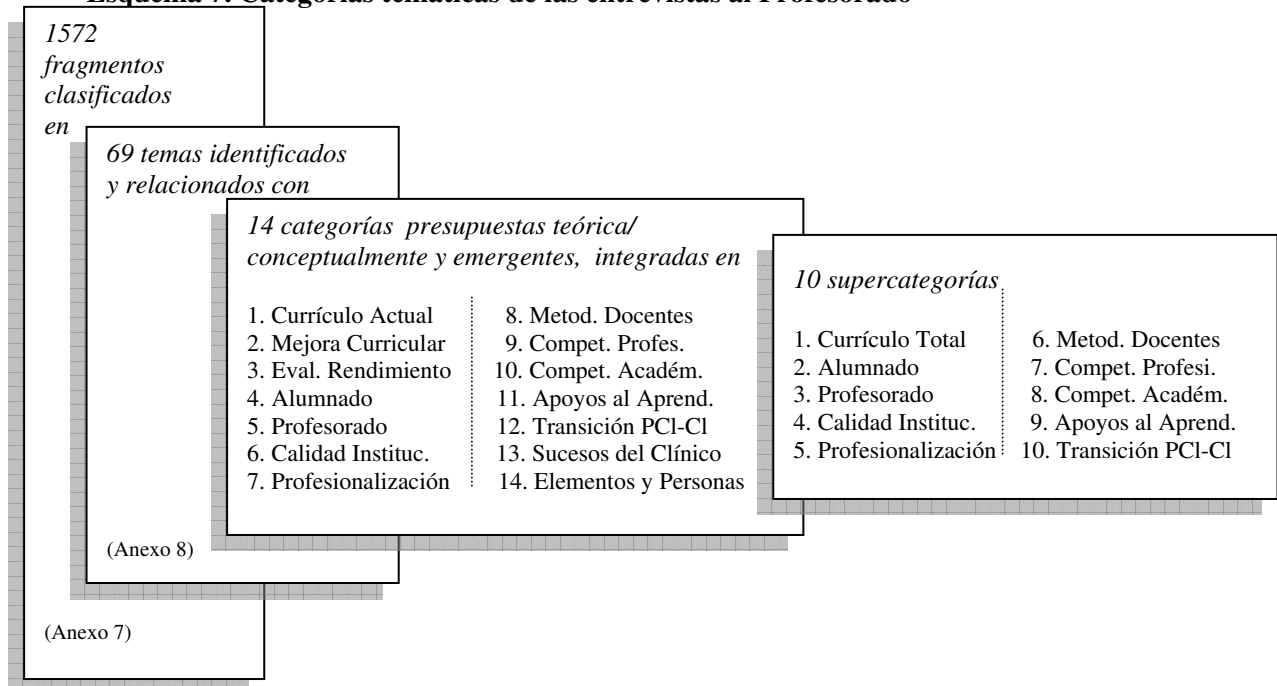 Esquema 7. Categorías temáticas de las entrevistas al Profesorado
1572
fragmentos
clasificados
en
(Anexo 7)
69 temas identificados
y relacionados con
(Anexo 8)
14 categorías presupuestas teórica/
conceptualmente y emergentes, integradas en
1. Currículo Actual
2. Mejora Curricular
3. Eval. Rendimiento
4. Alumnado
5. Profesorado
6. Calidad Instituc.
7. Profesionalización
8. Metod. Docentes
9. Compet. Profes.
10. Compet. Académ.
11. Apoyos al Aprend.
12. Transición PCl-Cl
13. Sucesos del Clínico
14. Elementos y Personas
10 supercategorías
1. Currículo Total
2. Alumnado
3. Profesorado
4. Calidad Instituc.
5. Profesionalización
6. Metod. Docentes
7. Compet. Profesi.
8. Compet. Académ.
9. Apoyos al Aprend.
10. Transición PCl-Cl